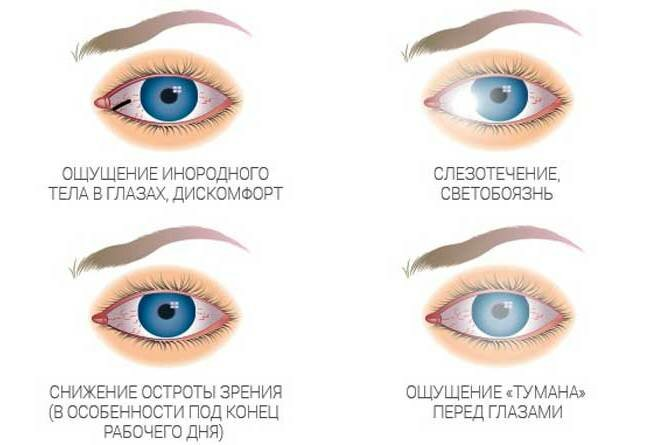 ОЩУЩЕНИЕ ИНОРОДНОГО
ТЕЛА В ГЛАЗАХ, ДИСКОМФОРТ
СЛЕЗОТЕЧЕНИЕ,
СВЕТОБОЯЗНЬ
СНИЖЕНИЕ ОСТРОТЫ ЗРЕНИЯ
(В ОСОБЕННОСТИ ПОД КОНЕЦ
РАБОЧЕГО ДНЯ)
ОЩУЩЕНИЕ «ТУМАНА»
ПЕРЕД ГЛАЗАМИ